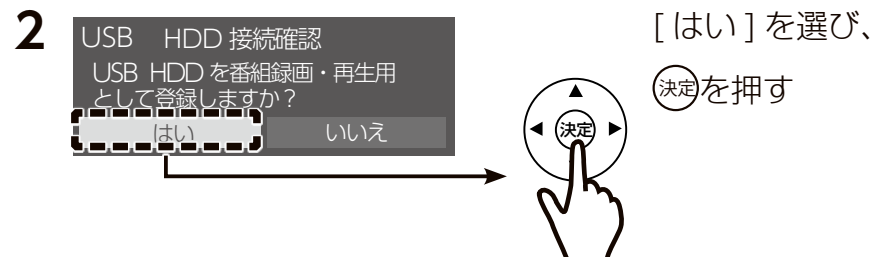 2
USB HDD 接続確認
USB HDD を番組録画・再生用
として登録しますか？
はい いいえ
決定
[ はい ] を選び、
決定を押す